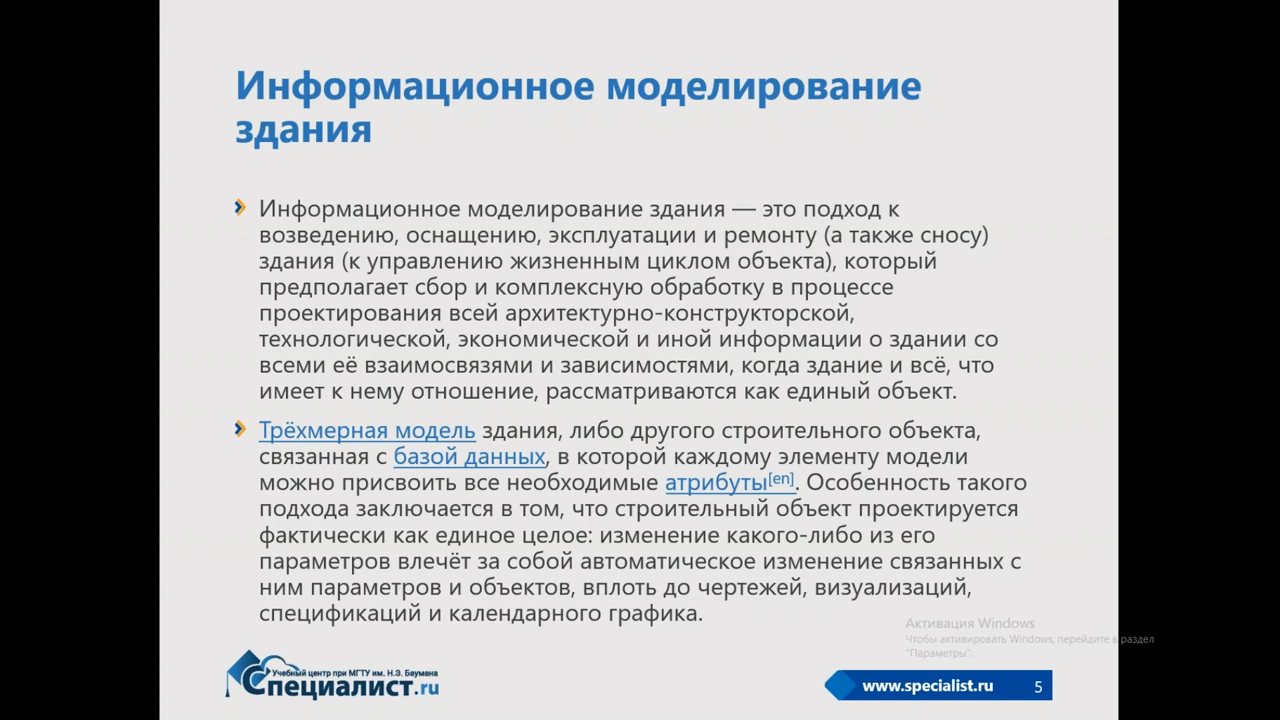 Информационное моделирование
здания
Информационное моделирование здания — это подход к
возведению, оснащению, эксплуатации и ремонту (а также сносу)
здания (к управлению жизненным циклом объекта), который
предполагает сбор и комплексную обработку в процессе
проектирования всей архитектурно-конструкторской,
технологической, экономической и иной информации о здании со
всеми её взаимосвязями и зависимостями, когда здание и всё, что
имеет к нему отношение, рассматриваются как единый объект.
Трёхмерная модель здания, либо другого строительного объекта,
связанная с базой данных, в которой каждому элементу модели
можно присвоить все необходимые атрибуты[en]. Особенность такого
подхода заключается в том, что строительный объект проектируется
фактически как единое целое: изменение какого-либо из его
параметров влечёт за собой автоматическое изменение связанных с
ним параметров и объектов, вплоть до чертежей, визуализаций,
спецификаций и календарного графика.
Активация Windows
Чтобы активировать Windows, перейдите в раздел
"Параметры".
Учебный центр при МГТУ им. Н.Э. Баумана
Специалист.ru
www.specialist.ru 5